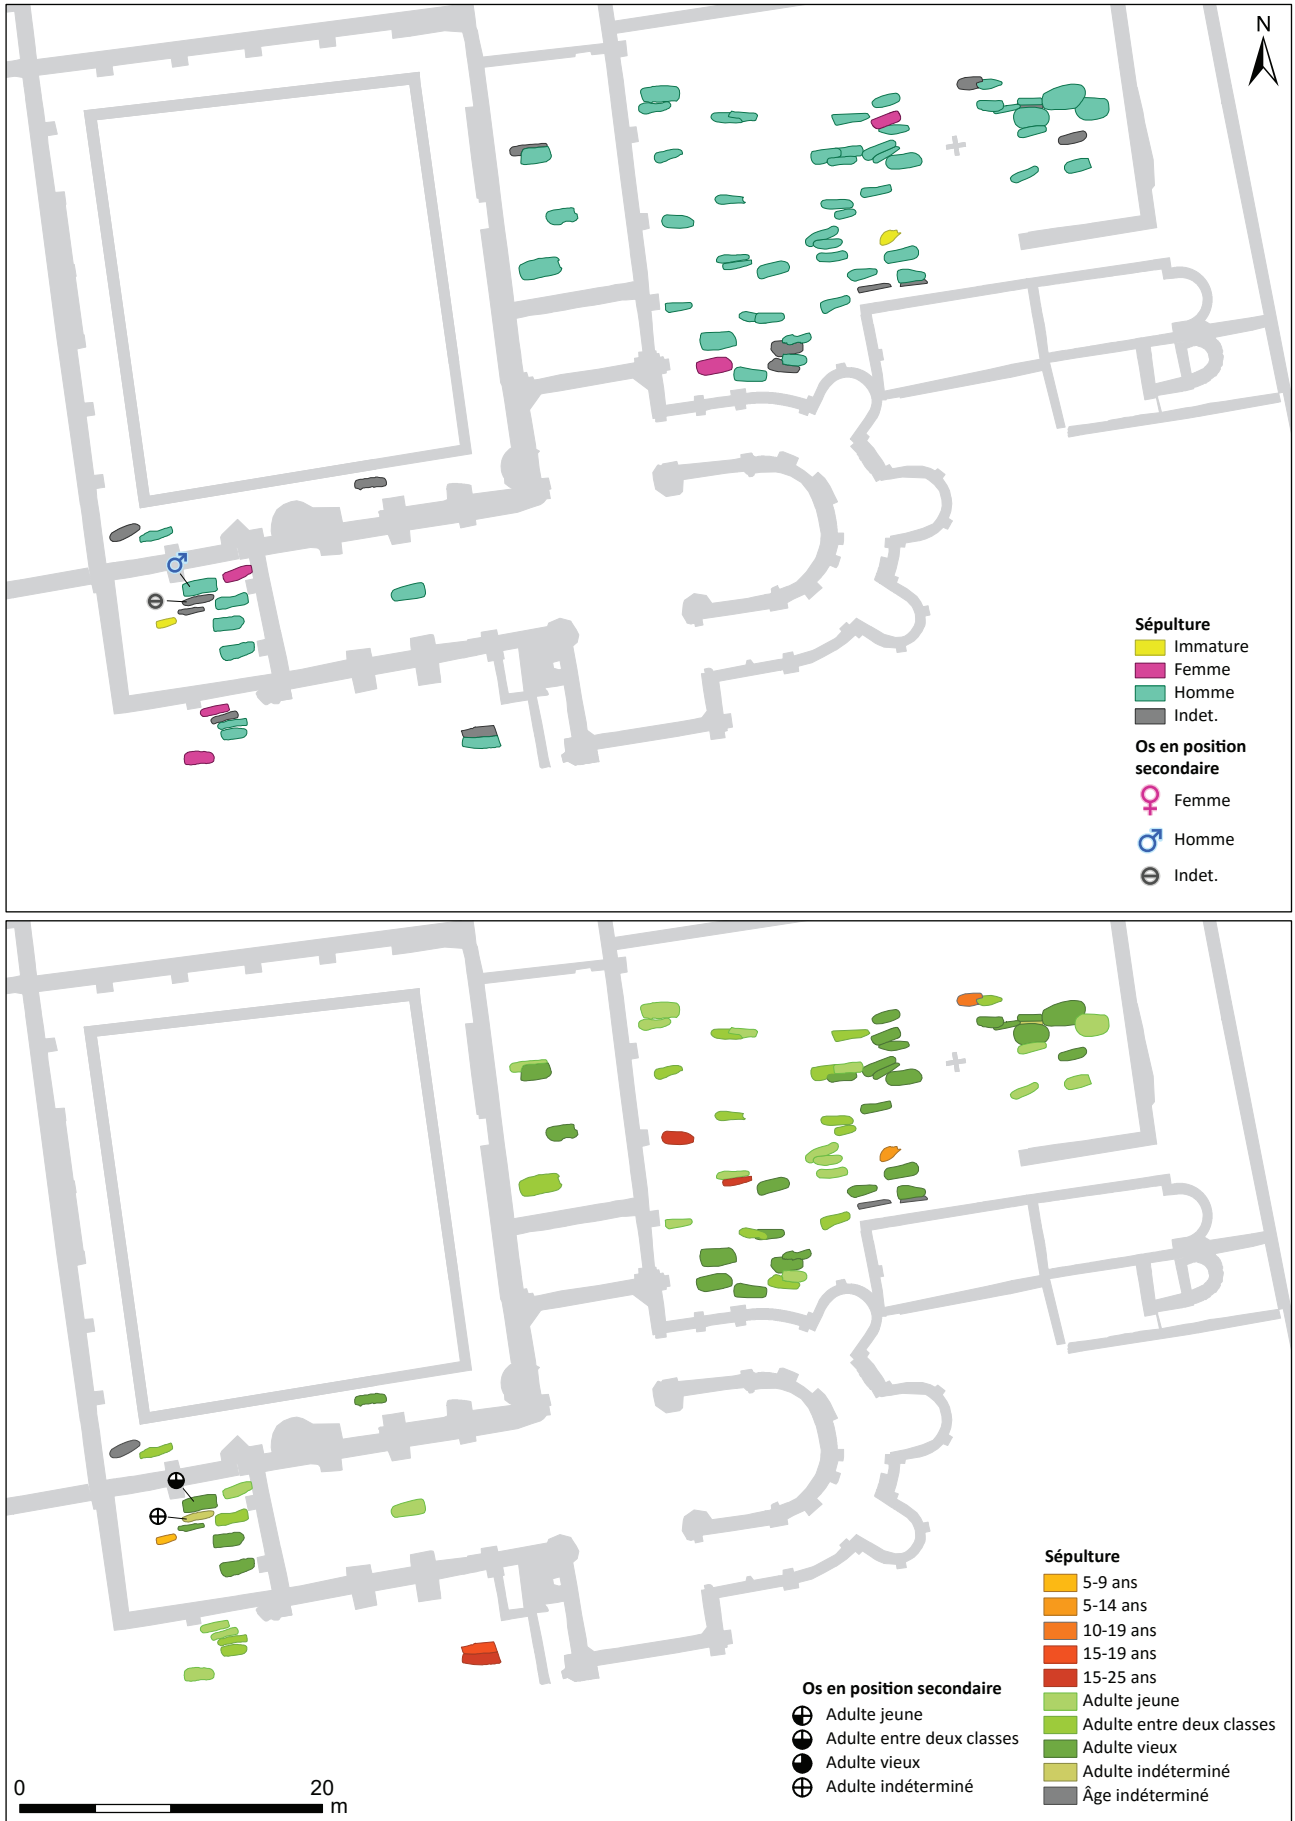 N
Sépulture
Immature
Femme
Homme
Indet.
Os en position
secondaire
Femme
Homme
Indet.
Sépulture
5-9 ans
5-14 ans
10-19 ans
15-19 ans
15-25 ans
Adulte jeune
Adulte entre deux classes
Adulte vieux
Adulte indéterminé
Âge indéterminé
Os en position secondaire
Adulte jeune
Adulte entre deux classes
Adulte vieux
Adulte indéterminé
0 20
m